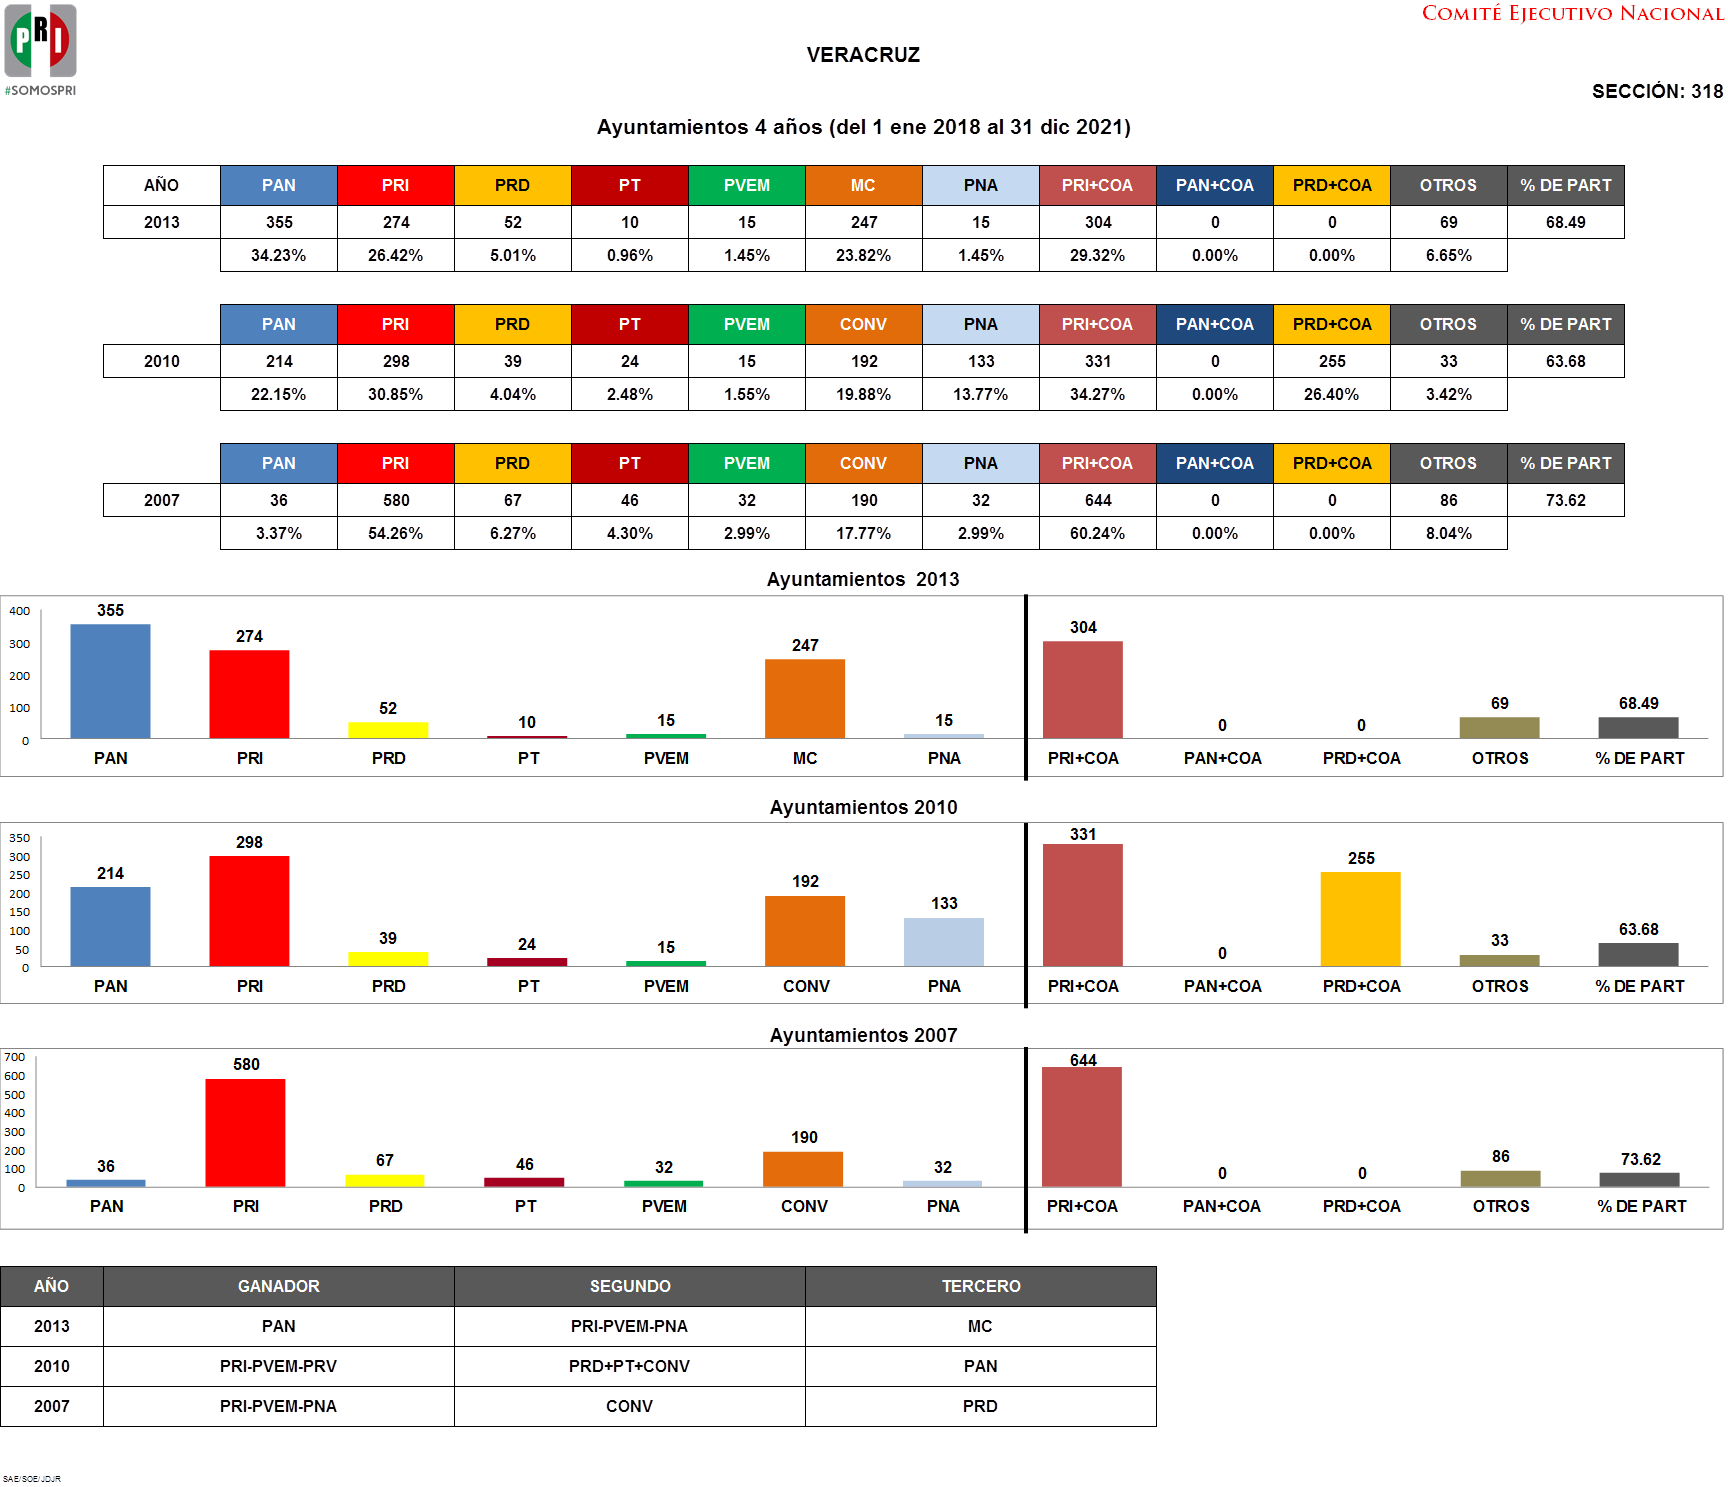 PRI
#SOMOSPRI
COMITÉ EJECUTIVO NACIONAL
VERACRUZ
SECCIÓN: 318
Ayuntamientos 4 años (del 1 ene 2018 al 31 dic 2021)
AÑO PAN PRI PRD PT PVEM MC PNA PRI+COA PAN+COA PRD+COA OTROS % DE PART
2013 355 274 52 10 15 247 15 304 0 0 69 68.49
34.23% 26.42% 5.01% 0.96% 1.45% 23.82% 1.45% 29.32% 0.00% 0.00% 6.65%
PAN PRI PRD PT PVEM CONV PNA PRI+COA PAN+COA PRD+COA OTROS % DE PART
2010 214 298 39 24 15 192 133 331 0 255 33 63.68
22.15% 30.85% 4.04% 2.48% 1.55% 19.88% 13.77% 34.27% 0.00% 26.40% 3.42%
PAN PRI PRD PT PVEM CONV PNA PRI+COA PAN+COA PRD+COA OTROS % DE PART
2007 36 580 67 46 32 190 32 644 0 0 86 73.62
3.37% 54.26% 6.27% 4.30% 2.99% 17.77% 2.99% 60.24% 0.00% 0.00% 8.04%
Ayuntamientos 2013
400
300
200
100
0
355 274 52 10 15 247 15 304 0 0 69 68.49
PAN PRI PRD PT PVEM MC PNA PRI+COA PAN+COA PRD+COA OTROS % DE PART
Ayuntamientos 2010
350
300
250
200
150
100
50
0
214 298 39 24 15 192 133 331 0 255 33 63.68
PAN PRI PRD PT PVEM CONV PNA PRI+COA PAN+COA PRD+COA OTROS % DE PART
Ayuntamientos 2007
700
600
500
400
300
200
100
0
36 580 67 46 32 190 32 644 0 0 86 73.62
PAN PRI PRD PT PVEM CONV PNA PRI+COA PAN+COA PRD+COA OTROS % DE PART
AÑO GANADOR SEGUNDO TERCERO
2013 PAN PRI-PVEM-PNA MC
2010 PRI-PVEM-PRV PRD+PT+CONV PAN
2007 PRI-PVEM-PNA CONV PRD
SAE/SOE/JDJR